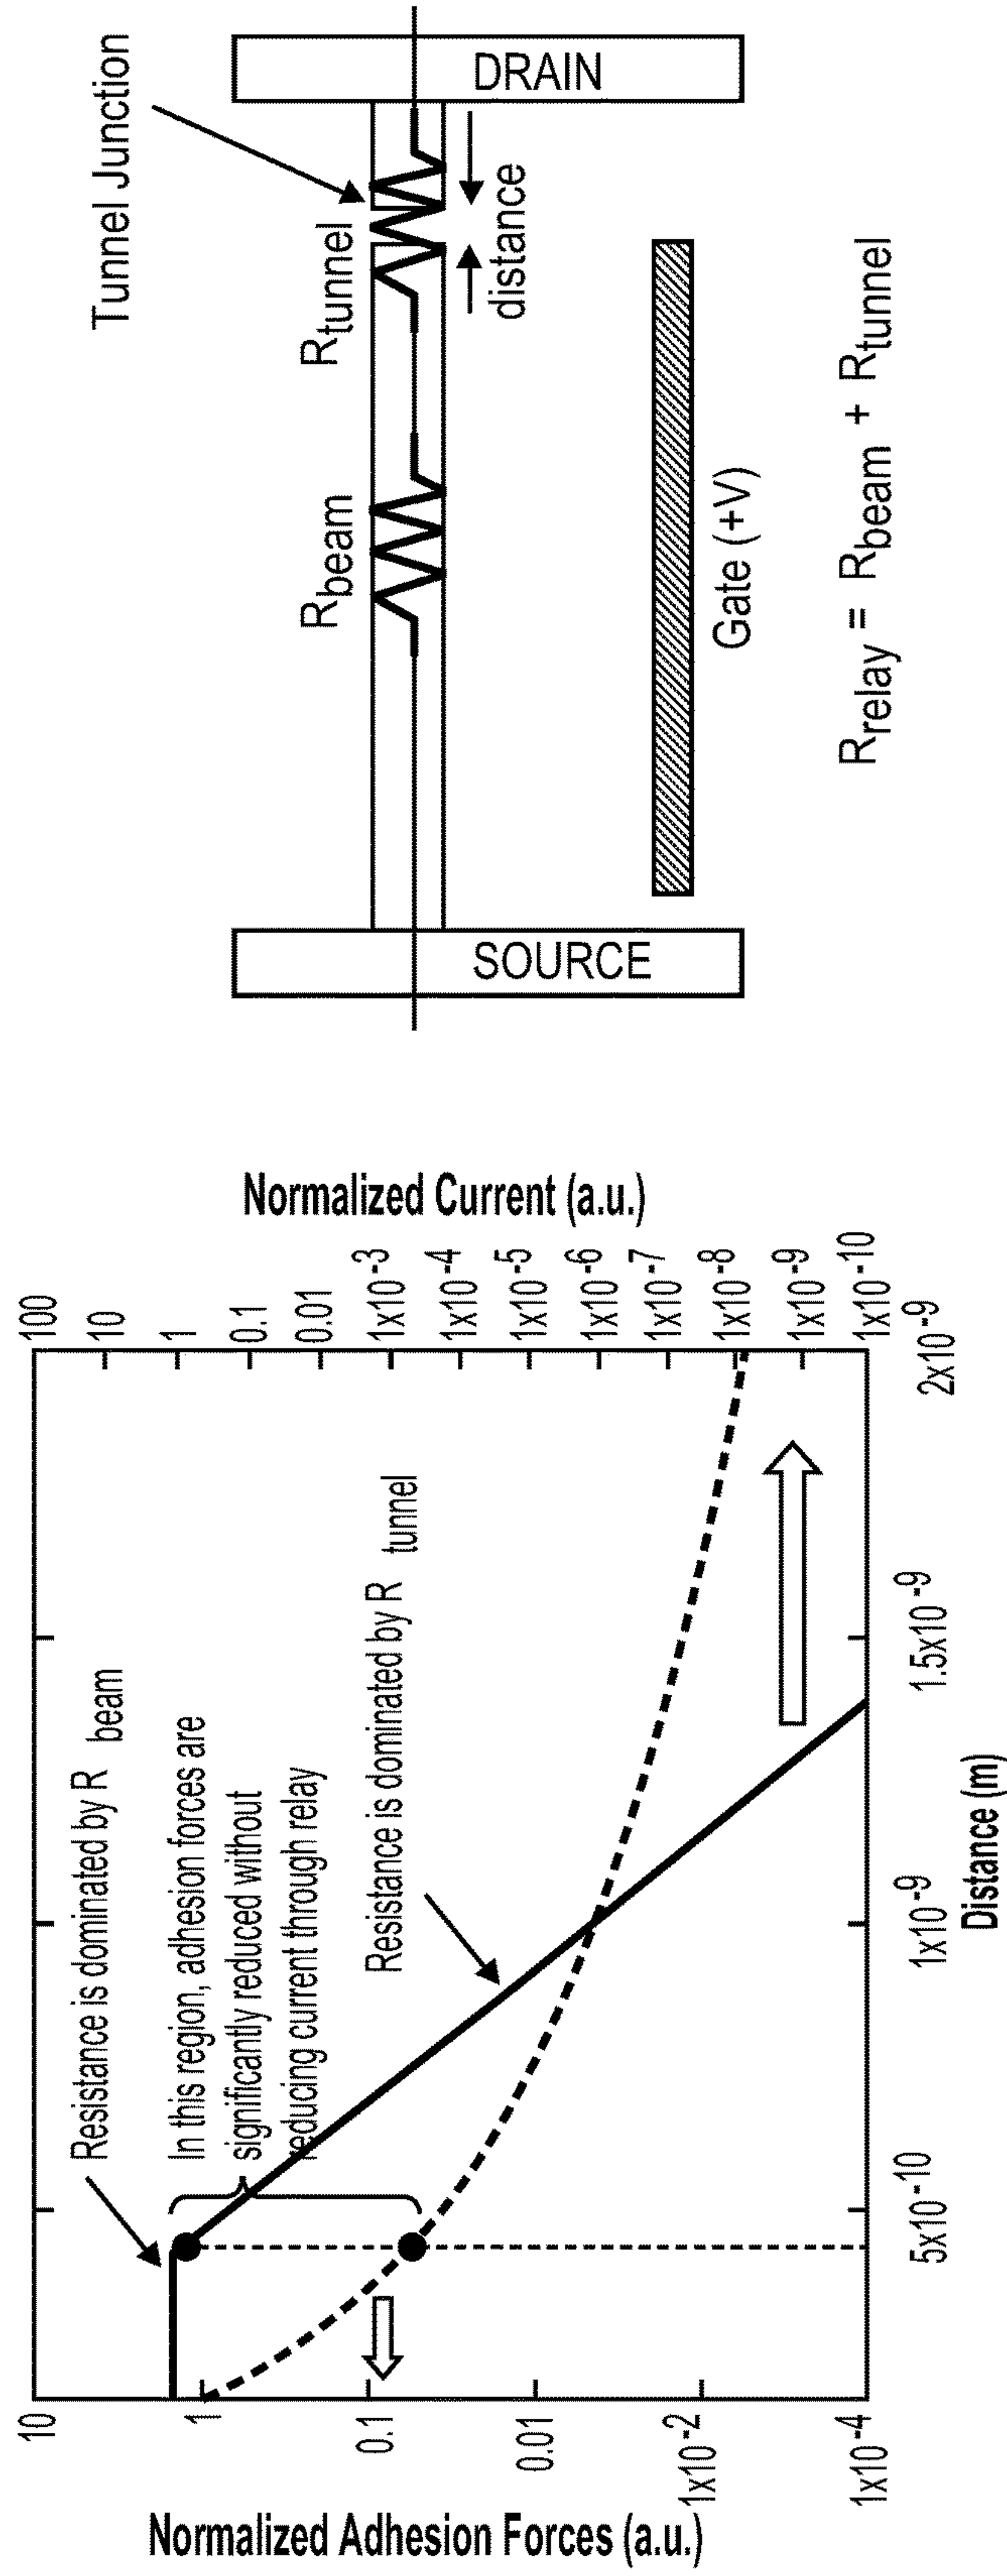 Normalized Adhesion Forces (a.u.)
10
1
0.1
0.01
1x10-2
1x10-4
Resistance is dominated by R beam
In this region, adhesion forces are
significantly reduced without
reducing current through relay
Resistance is dominated by R tunnel
5x10-10
1x10-9
1.5x10-9
2x10-9
Distance (m)
100
10
1
0.1
0.01
1x10-3
1x10-4
1x10-5
1x10-6
1x10-7
1x10-8
1x10-9
1x10-10
Normalized Current (a.u.)
Tunnel Junction
Rbeam
Rtunnel
SOURCE
DRAIN
distance
Gate (+V)
Rrelay = Rbeam + Rtunnel